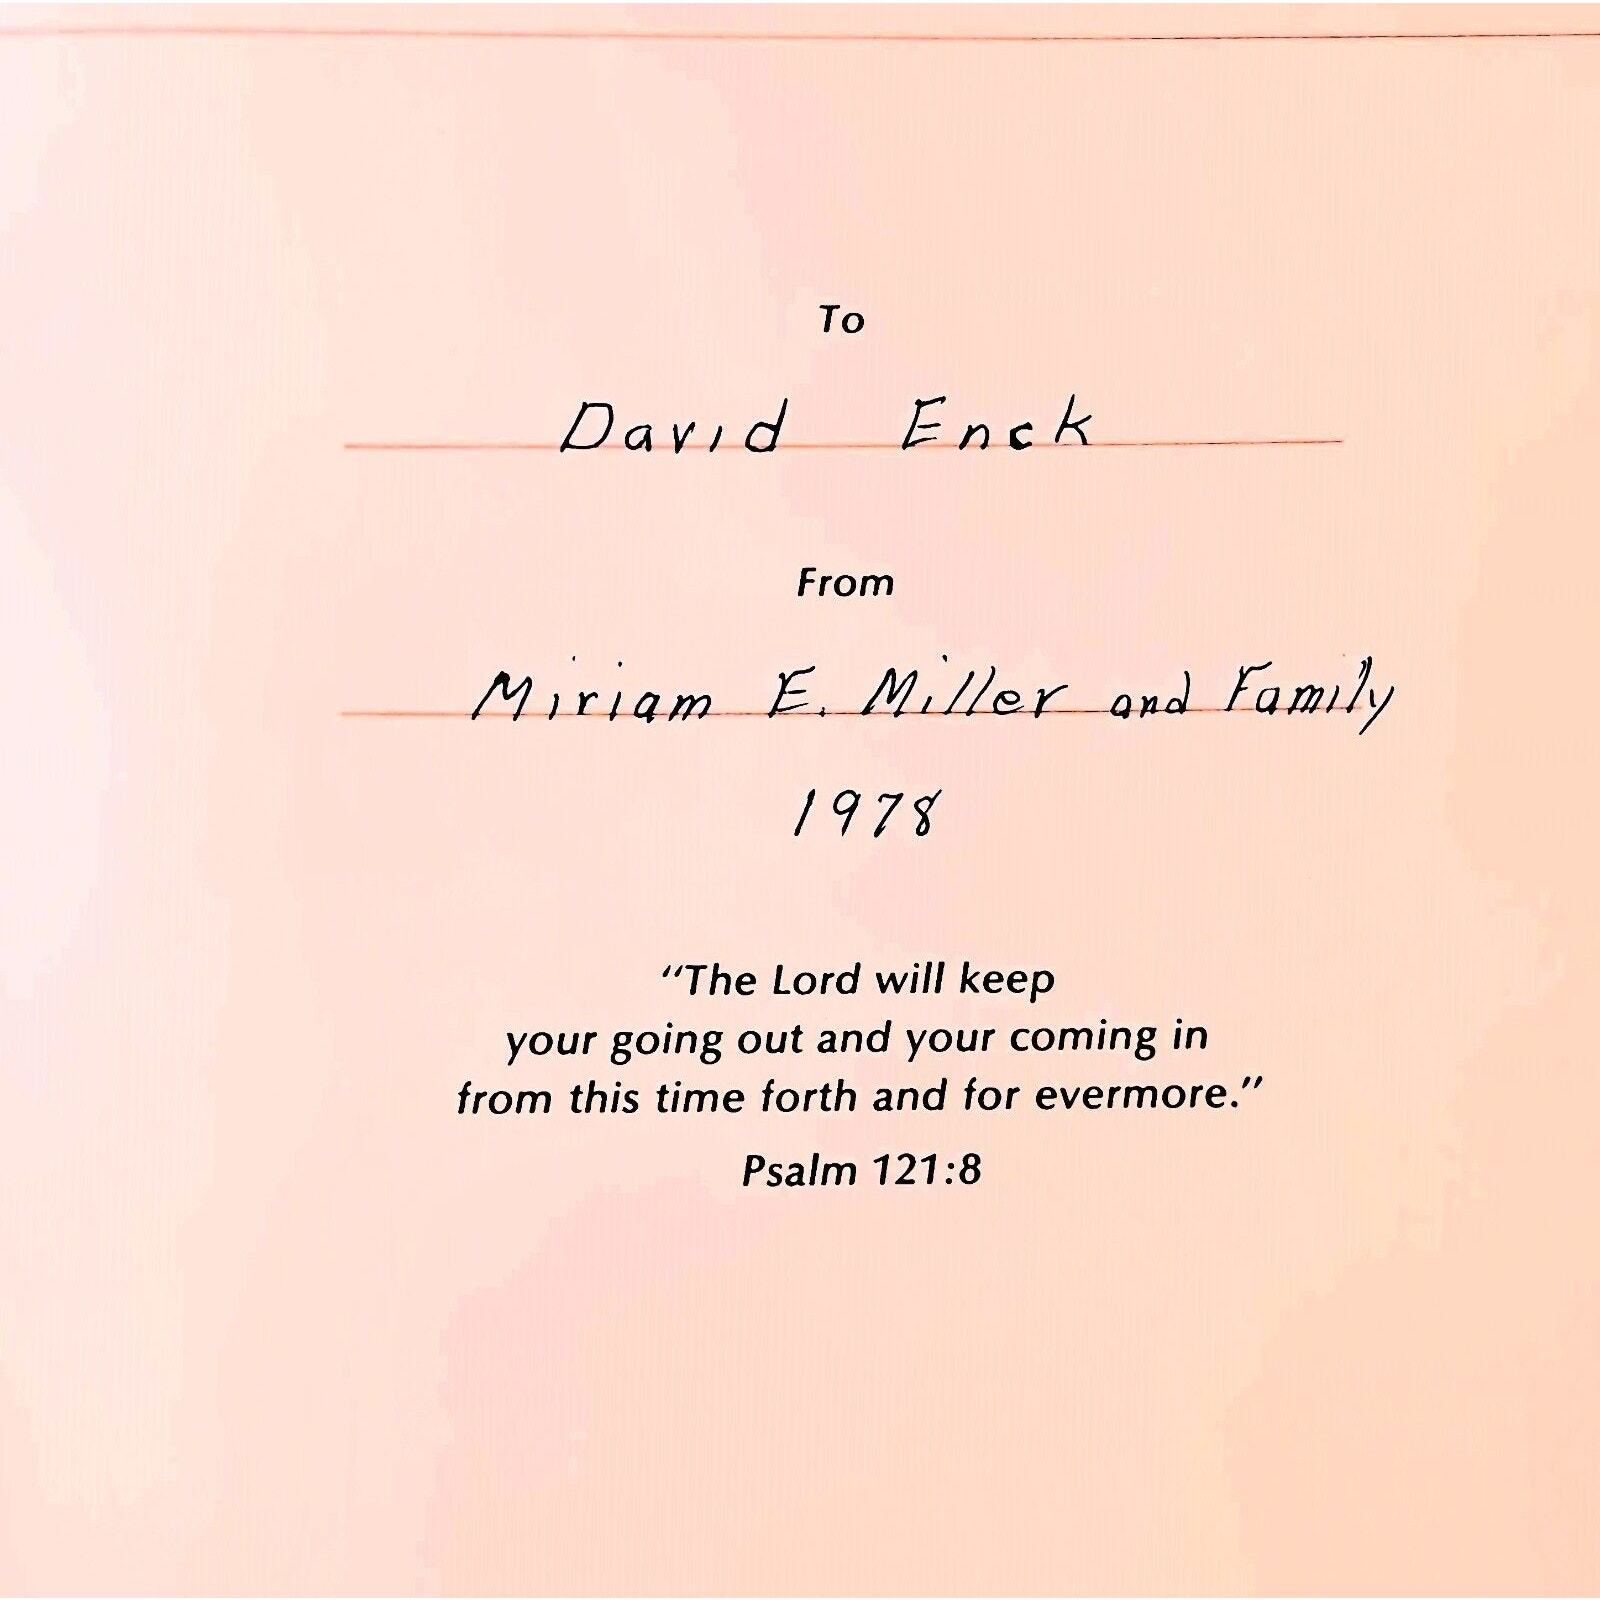 To
David Enck
From
Miriam E. Miller and Family
1978
"The Lord will keep
your going out and your coming in
from this time forth and for evermore."
Psalm 121:8